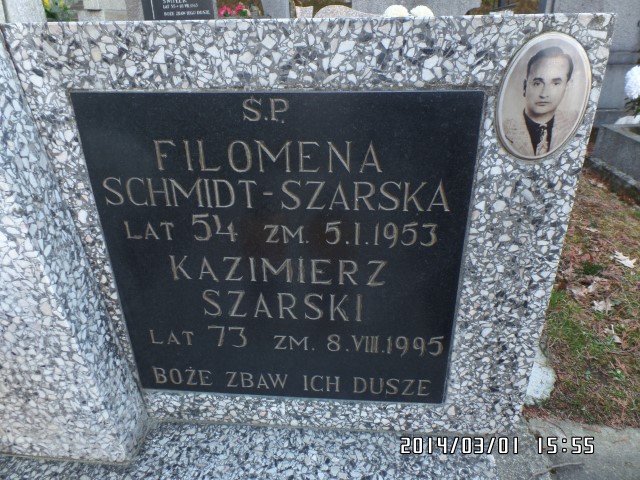 Ś.P.
FILOMENA
SCHMIDT-SZARSKA
LAT 54 ZM. 5.I.1953
KAZIMIERZ
SZARSKI
LAT 73 ZM. 8.VIII.1995
BOŻE ZBAW ICH DUSZE
2014/03/01 15:55